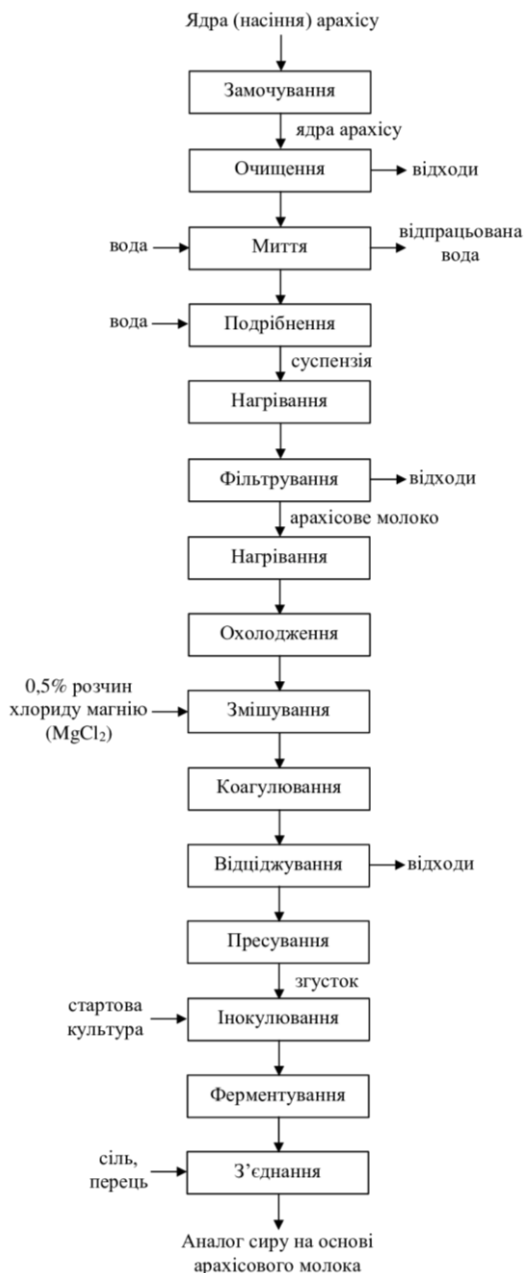 Ядра (насіння) арахісу
Замочування
ядра арахісу
Очищення
відходи
вода
Миття
відпрацьована
вода
вода
Подрібнення
суспензія
Нагрівання
Фільтрування
відходи
арахісове молоко
Нагрівання
Охолодження
0,5% розчин
хлориду магнію
(MgCl₂)
Змішування
Коагулювання
Відціджування
відходи
Пресування
згусток
стартова
культура
Інокулювання
Ферментування
сіль,
перець
З’єднання
Аналог сиру на основі
арахісового молока